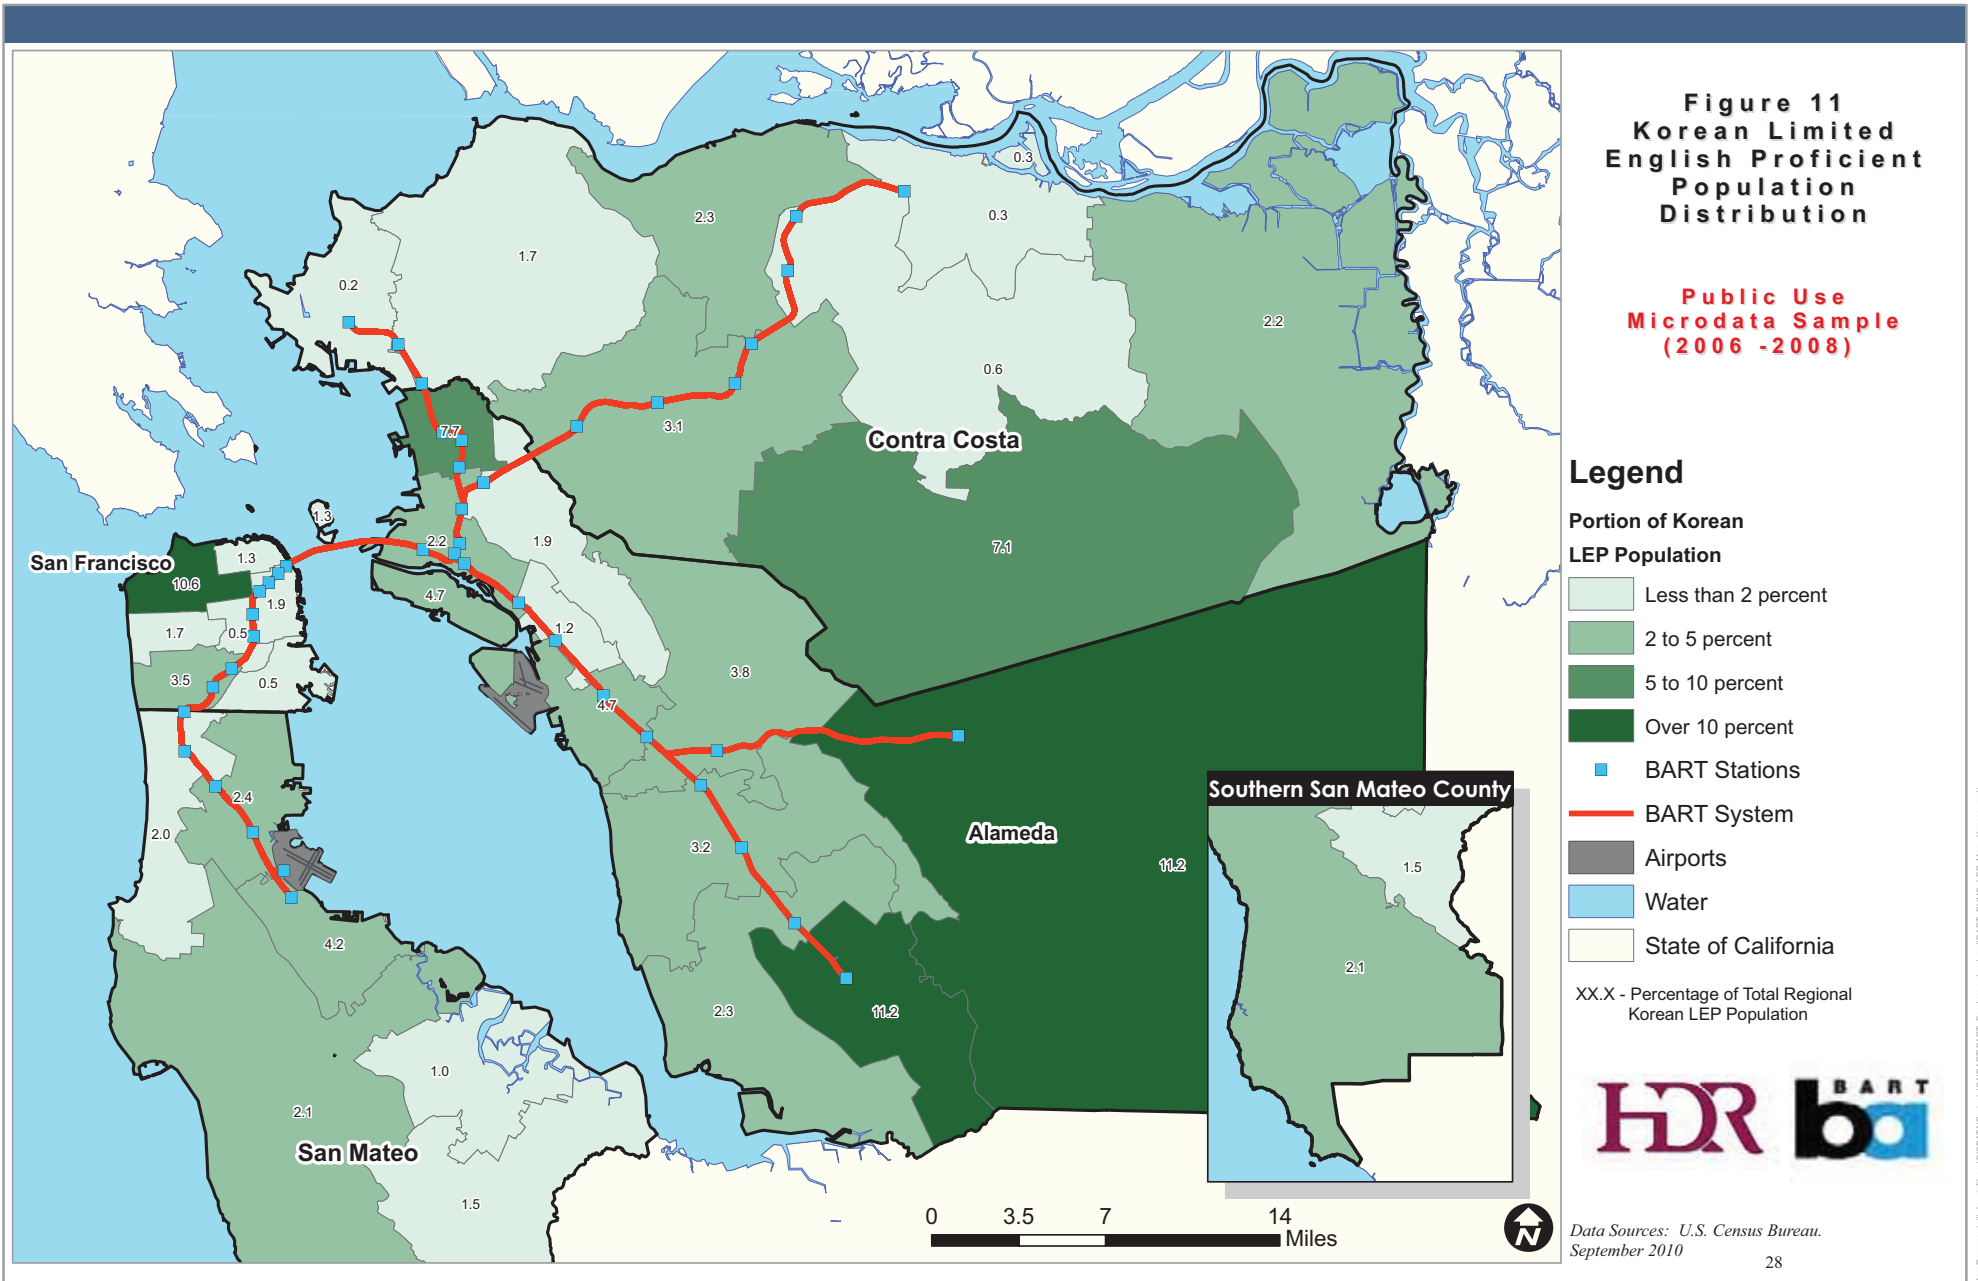 Figure 11
Korean Limited
English Proficient
Population
Distribution
Public Use
Microdata Sample
(2006 -2008)
Legend
Portion of Korean
LEP Population
Less than 2 percent
2 to 5 percent
5 to 10 percent
Over 10 percent
BART Stations
BART System
Airports
Water
State of California
XX.X - Percentage of Total Regional
Korean LEP Population
HDR
BART
ba
Data Sources: U.S. Census Bureau.
September 2010
28
0.3
2.3
0.3
1.7
0.2
2.2
0.6
3.1
7.7
Contra Costa
1.3
2.2
1.9
7.1
San Francisco
1.3
10.6
4.7
1.9
1.7
0.5
1.2
3.5
0.5
3.8
4.7
2.4
2.0
3.2
Alameda
11.2
4.2
2.3
11.2
1.0
2.1
San Mateo
1.5
Southern San Mateo County
1.5
2.1
0 3.5 7 14
Miles
N